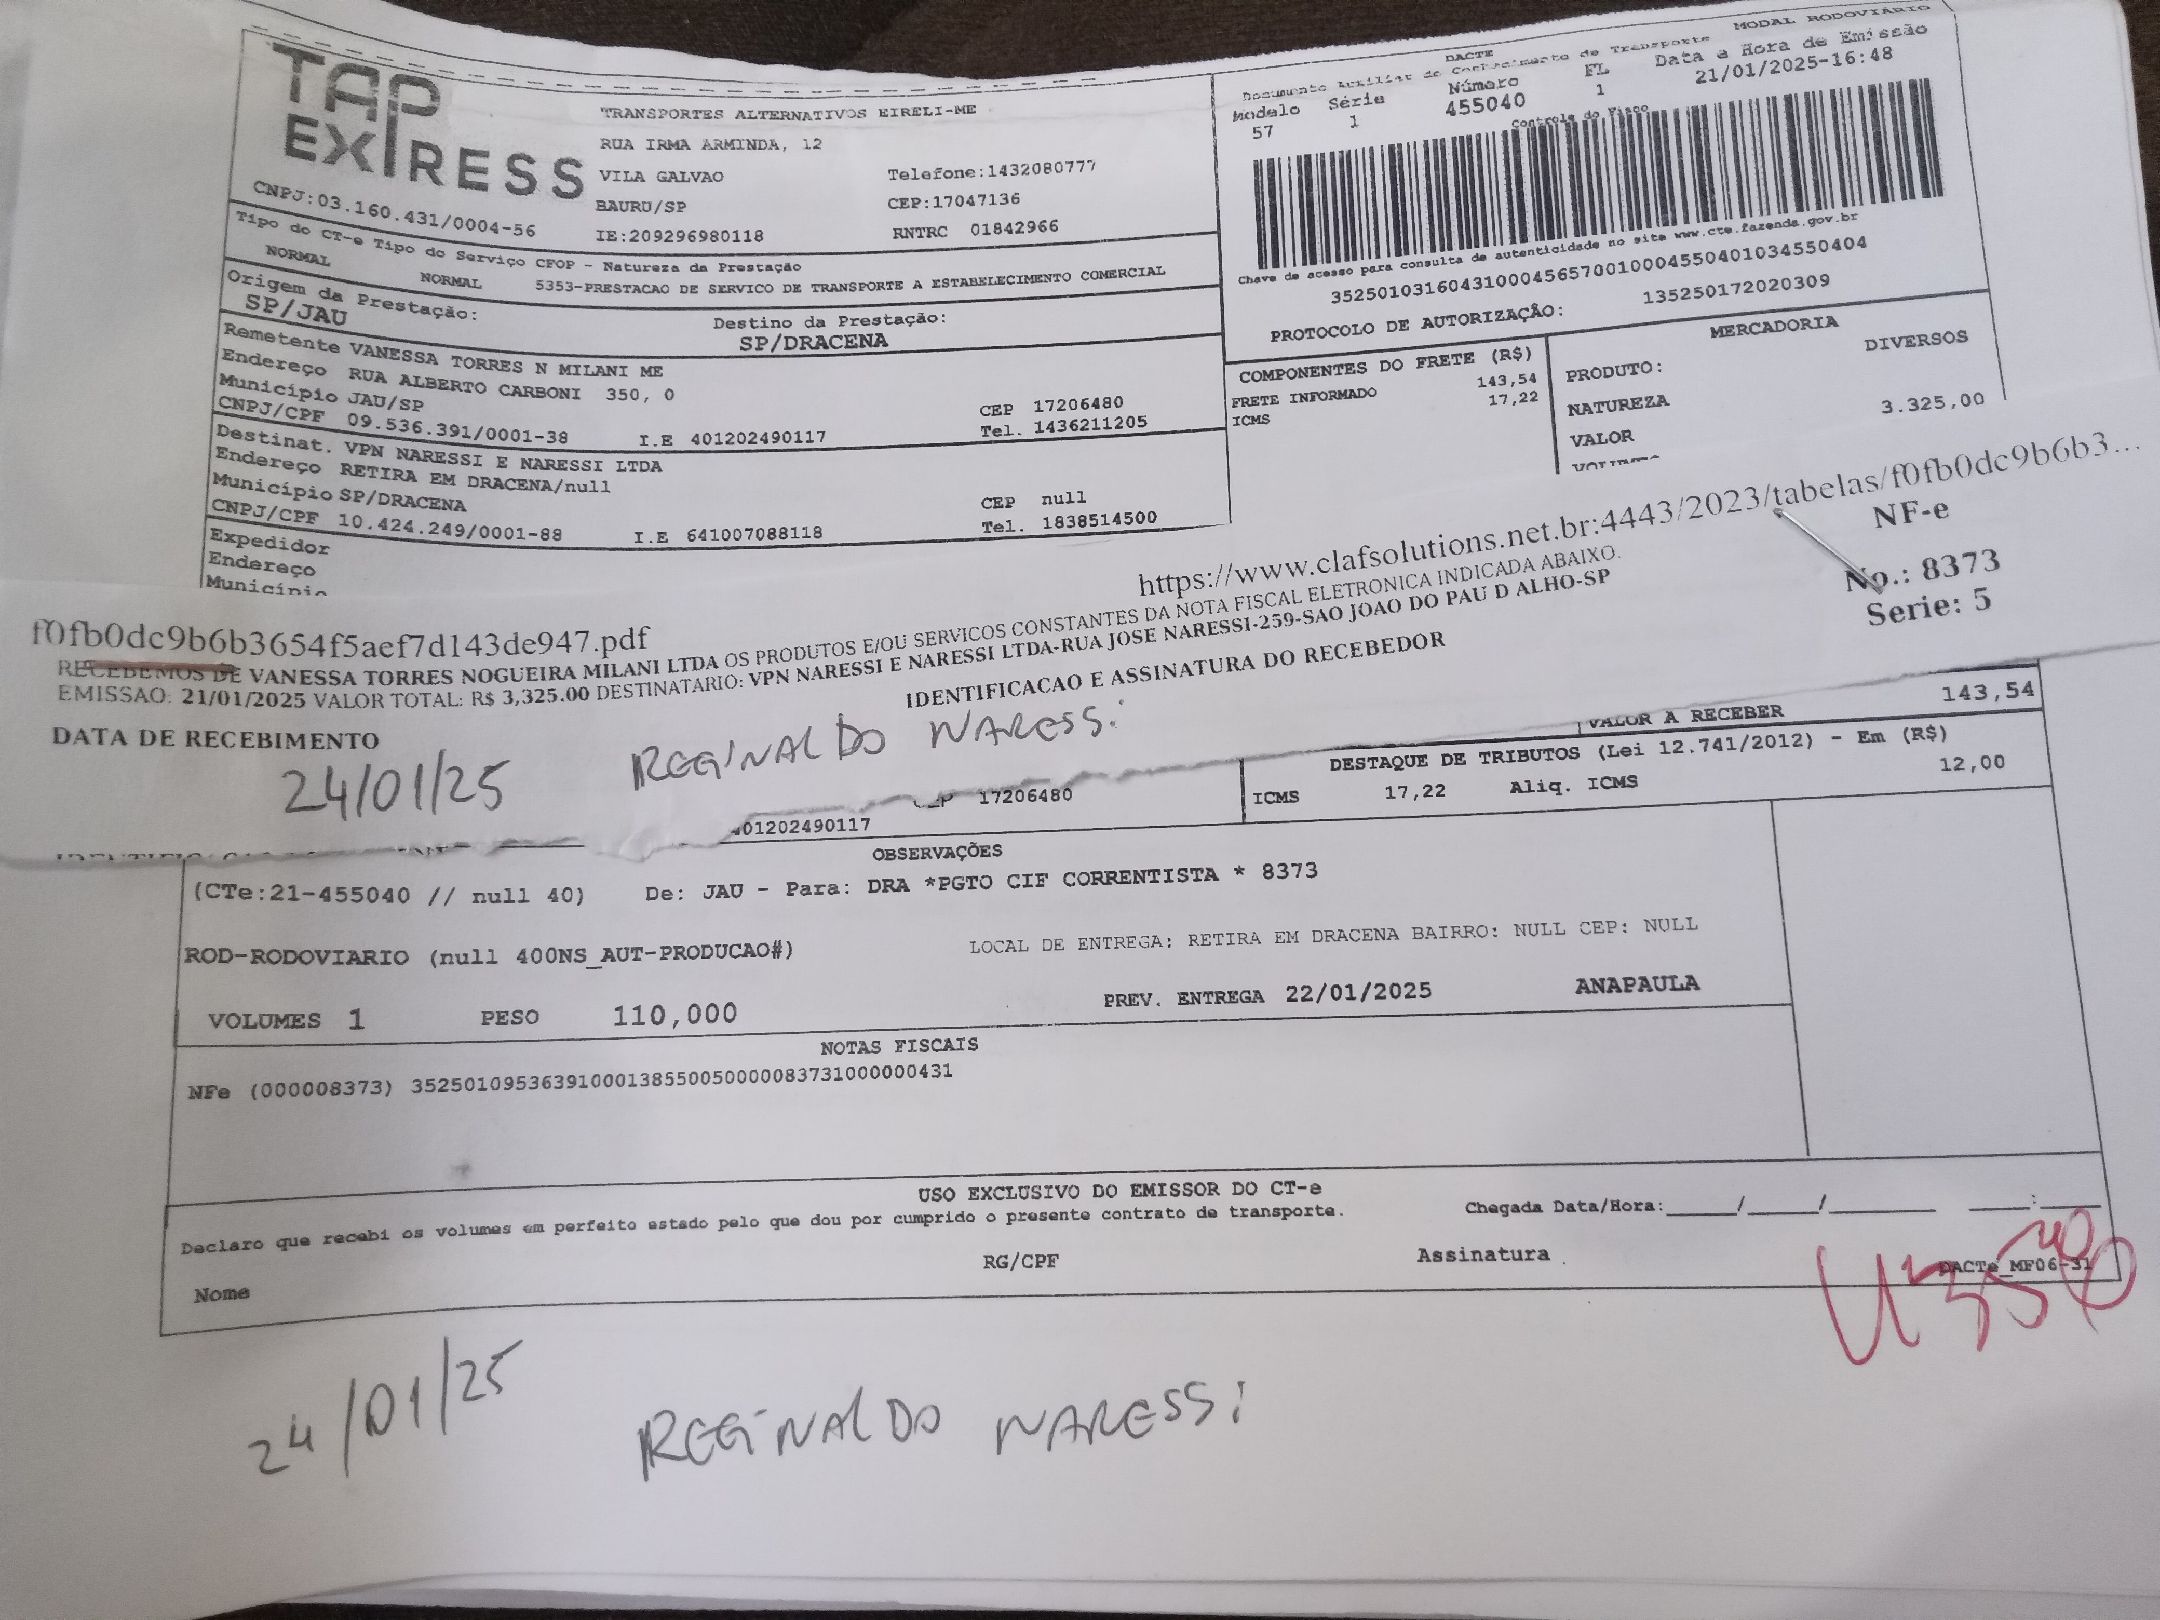 TAP
EXPRESS
CNPJ:03.160.431/0004-56
TRANSPORTES ALTERNATIVOS EIRELI-ME
RUA IRMA ARMINDA, 12
VILA GALVAO
Telefone:1432080777
BAURU/SP
CEP:17047136
IE:209296980118
RNTRC 01842966
MODAL RODOVIARIO
DACTE
Documento Auxiliar do Conhecimento de Transporte
Modelo Série Número FL Data a Hora de Emissão
57 1 455040 1 21/01/2025-16:48
Controle do Fisco
Chave de acesso para consulta de autenticidade no site www.cte.fazenda.gov.br
35250103160431000456570010004550401034550404
PROTOCOLO DE AUTORIZAÇÃO: 135250172020309
Tipo do CT-e Tipo do Serviço CFOP - Natureza da Prestação
NORMAL NORMAL 5353-PRESTACAO DE SERVICO DE TRANSPORTE A ESTABELECIMENTO COMERCIAL
Origem da Prestação: Destino da Prestação:
SP/JAU SP/DRACENA
Remetente VANESSA TORRES N MILANI ME
Endereço RUA ALBERTO CARBONI 350, 0
Município JAU/SP CEP 17206480
CNPJ/CPF 09.536.391/0001-38 I.E 401202490117 Tel. 1436211205
Destinat. VPN NARESSI E NARESSI LTDA
Endereço RETIRA EM DRACENA/null
Município SP/DRACENA CEP null
CNPJ/CPF 10.424.249/0001-88 I.E 641007088118 Tel. 1838514500
Expedidor
Endereço
Município
COMPONENTES DO FRETE (R$)
FRETE INFORMADO 143,54
ICMS 17,22
MERCADORIA
PRODUTO: DIVERSOS
NATUREZA
VALOR 3.325,00
https://www.clafsolutions.net.br:4443/2023/tabelas/f0fb0dc9b6b3...
f0fb0dc9b6b3654f5aef7d143de947.pdf
NF-e
No.: 8373
Serie: 5
RECEBEMOS DE VANESSA TORRES NOGUEIRA MILANI LTDA OS PRODUTOS E/OU SERVICOS CONSTANTES DA NOTA FISCAL ELETRONICA INDICADA ABAIXO.
EMISSAO: 21/01/2025 VALOR TOTAL: R$ 3,325.00 DESTINATARIO: VPN NARESSI E NARESSI LTDA-RUA JOSE NARESSI-259-SAO JOAO DO PAU D ALHO-SP
DATA DE RECEBIMENTO IDENTIFICACAO E ASSINATURA DO RECEBEDOR
24/01/25 REGINALDO NARESSi
VALOR A RECEBER 143,54
DESTAQUE DE TRIBUTOS (Lei 12.741/2012) - Em (R$)
ICMS 17,22 Aliq. ICMS 12,00
17206480
401202490117
OBSERVAÇÕES
(CTe:21-455040 // null 40) De: JAU - Para: DRA *PGTO CIF CORRENTISTA * 8373
ROD-RODOVIARIO (null 400NS_AUT-PRODUCAO#) LOCAL DE ENTREGA: RETIRA EM DRACENA BAIRRO: NULL CEP: NULL
VOLUMES 1 PESO 110,000 PREV. ENTREGA 22/01/2025 ANAPAULA
NOTAS FISCAIS
NFe (000008373) 35250109536391000138550050000083731000000431
USO EXCLUSIVO DO EMISSOR DO CT-e
Declaro que recebi os volumes em perfeito estado pelo que dou por cumprido o presente contrato de transporte. Chegada Data/Hora:______/______/_________ ____:_____
Nome RG/CPF Assinatura DACTe_MF06-31
24/01/25 REGINALDO NARESSi